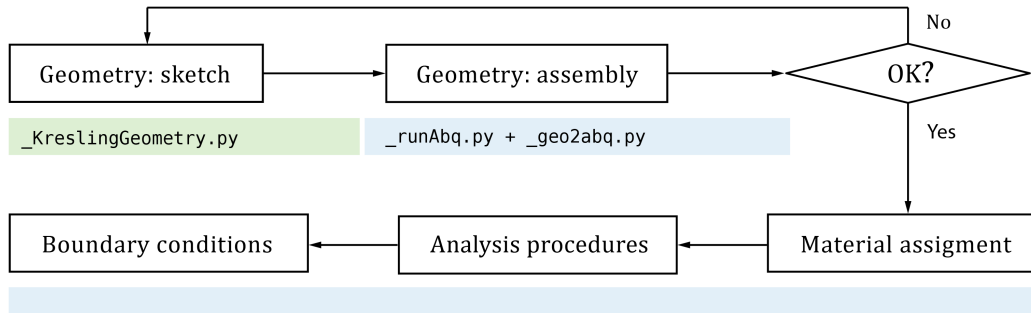 No
Geometry: sketch
Geometry: assembly
OK?
_KreslingGeometry.py
_runAbq.py + _geo2abq.py
Yes
Boundary conditions
Analysis procedures
Material assigment